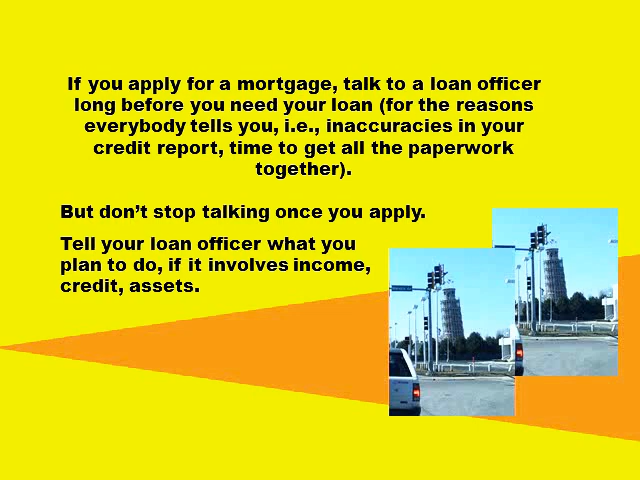 If you apply for a mortgage, talk to a loan officer
long before you need your loan (for the reasons
everybody tells you, i.e., inaccuracies in your
credit report, time to get all the paperwork
together).
But don’t stop talking once you apply.
Tell your loan officer what you
plan to do, if it involves income,
credit, assets.